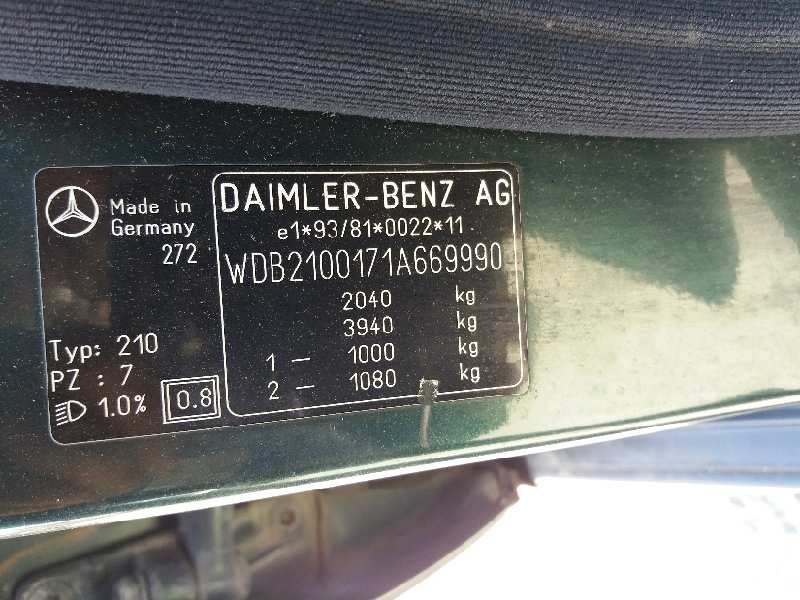 Made in
Germany
272
Typ: 210
PZ : 7
1.0%
0.8
DAIMLER-BENZ AG
e1*93/81*0022*11
WDB2100171A669990
2040 kg
3940 kg
1 – 1000 kg
2 – 1080 kg